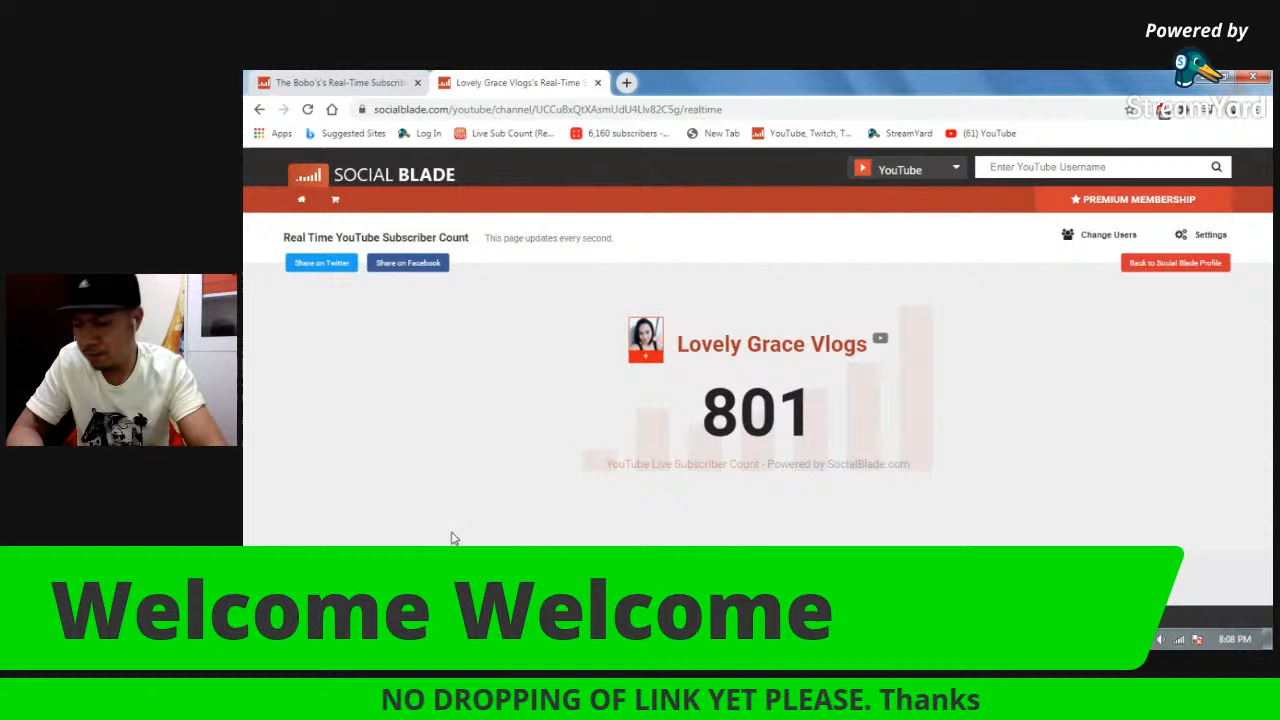 Powered by
StreamYard
The Bobo's's Real-Time Subscrib
Lovely Grace Vlogs's Real-Time S
socialblade.com/youtube/channel/UCCuBxQtXAsmUdU4Llv82C5g/realtime
Apps
Suggested Sites
Log In
Live Sub Count (Re...
6,160 subscribers -...
New Tab
YouTube, Twitch, T...
StreamYard
(61) YouTube
SOCIAL BLADE
YouTube
Enter YouTube Username
PREMIUM MEMBERSHIP
Real Time YouTube Subscriber Count
This page updates every second.
Change Users
Settings
Share on Twitter
Share on Facebook
Back to Social Blade Profile
Lovely Grace Vlogs
801
YouTube Live Subscriber Count - Powered by SocialBlade.com
Welcome Welcome
8:08 PM
NO DROPPING OF LINK YET PLEASE. Thanks